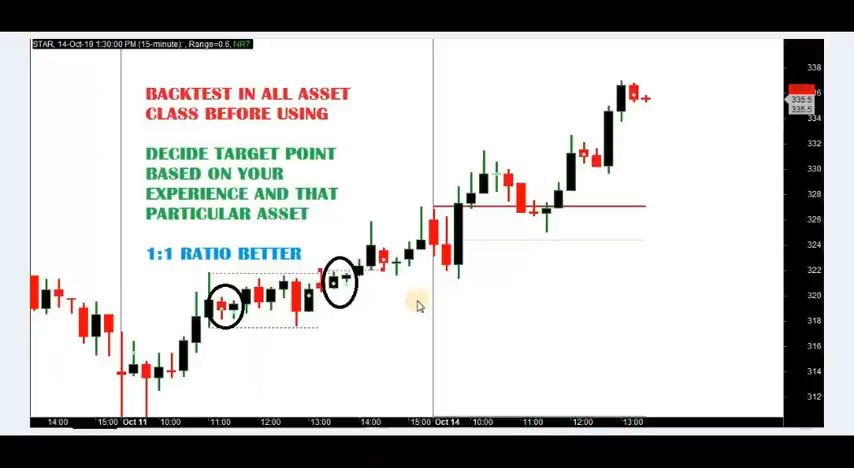 STAR, 14-Oct-19 1:30:00 PM (15-minute): , Range=0.6, NR7
BACKTEST IN ALL ASSET
CLASS BEFORE USING
DECIDE TARGET POINT
BASED ON YOUR
EXPERIENCE AND THAT
PARTICULAR ASSET
1:1 RATIO BETTER
338
335.5
335.5
334
332
330
328
326
324
322
320
318
316
314
312
14:00 15:00 Oct 11 10:00 11:00 12:00 13:00 14:00 15:00 Oct 14 10:00 11:00 12:00 13:00